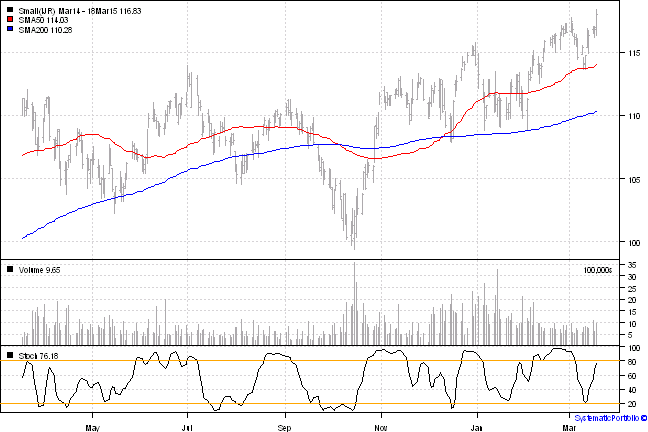 Small(IJR) Mar14 - 18Mar15 116.83
SMA50 114.03
SMA200 110.28
115
110
105
100
Volume 9.65
100,000s
35
30
25
20
15
10
5
Stoch 76.18
100
80
60
40
20
May Jul Sep Nov Jan Mar
SystematicPortfolio ©